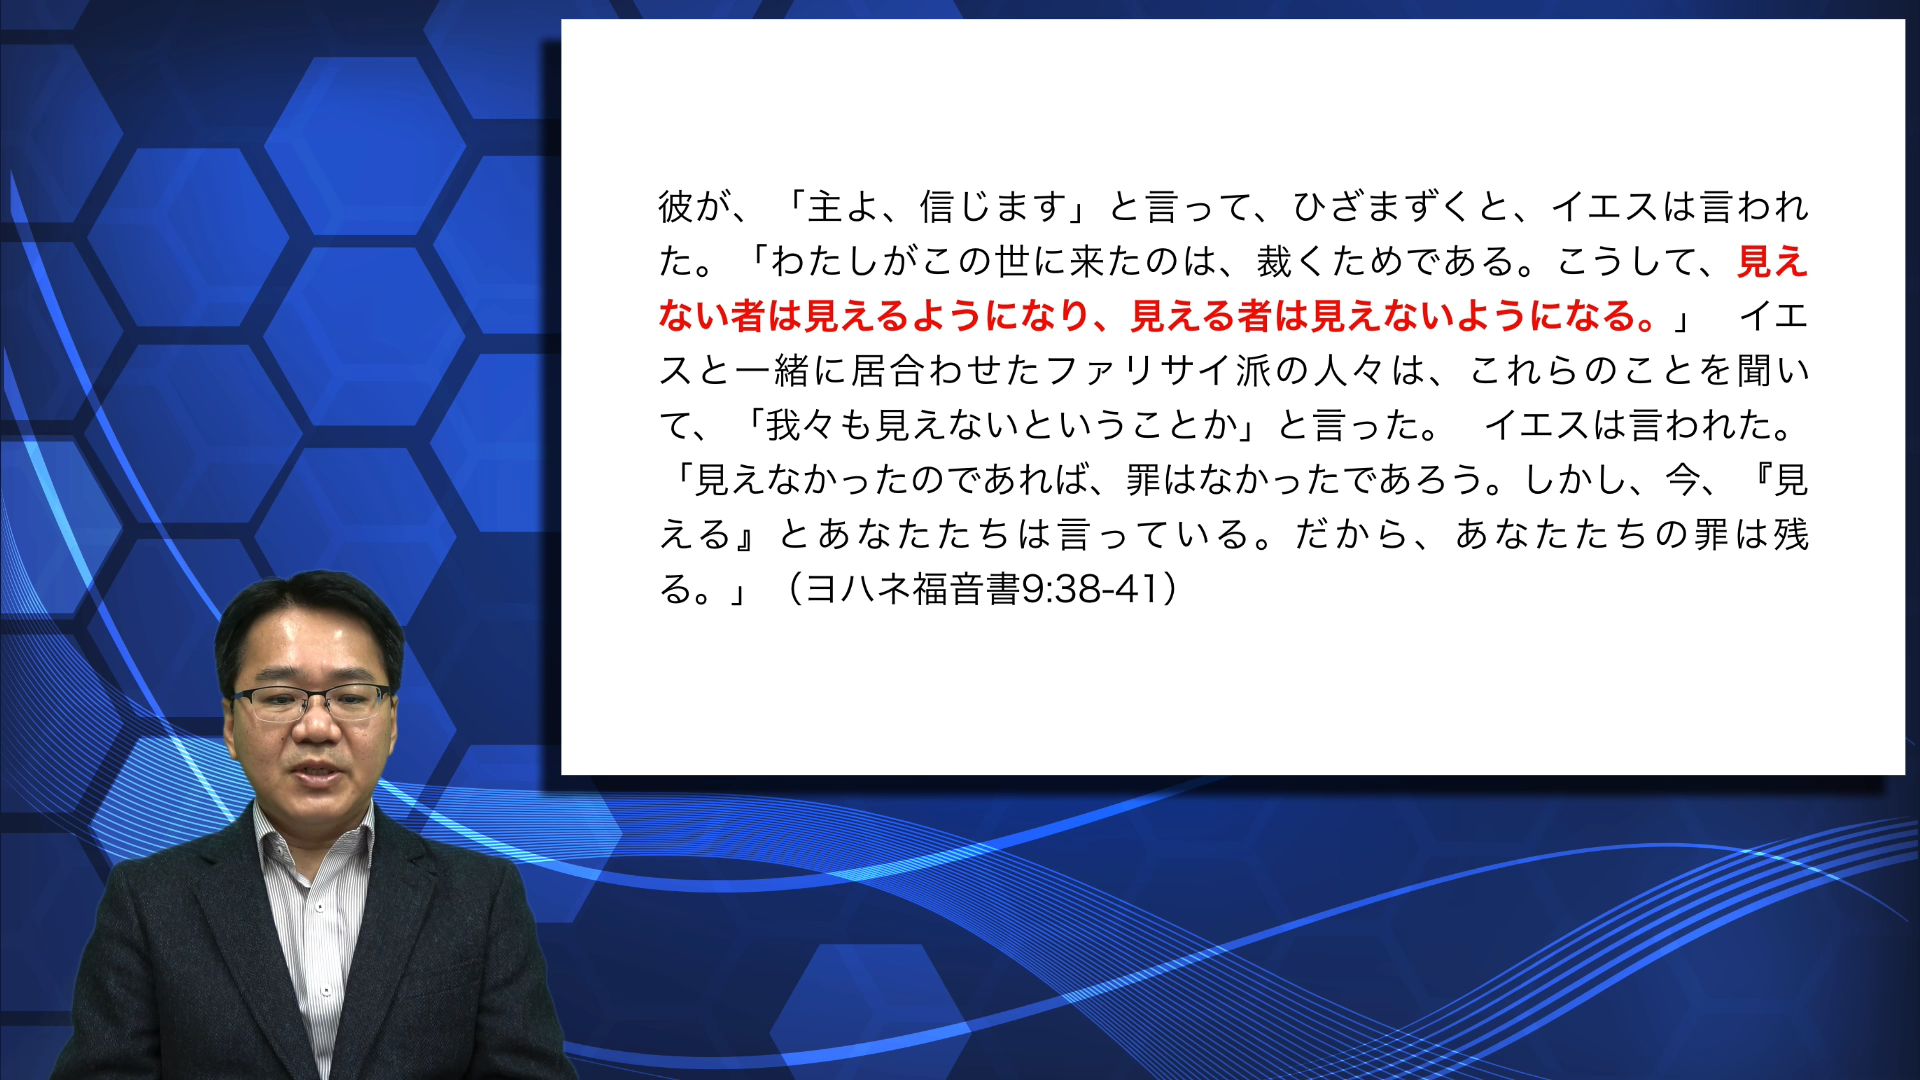 彼が、「主よ、信じます」と言って、ひざまずくと、イエスは言われ
た。「わたしがこの世に来たのは、裁くためである。こうして、見え
ない者は見えるようになり、見える者は見えないようになる。」　イエ
スと一緒に居合わせたファリサイ派の人々は、これらのことを聞い
て、「我々も見えないということか」と言った。　イエスは言われた。
「見えなかったのであれば、罪はなかったであろう。しかし、今、『見
える』とあなたたちは言っている。だから、あなたたちの罪は残
る。」（ヨハネ福音書9:38-41）